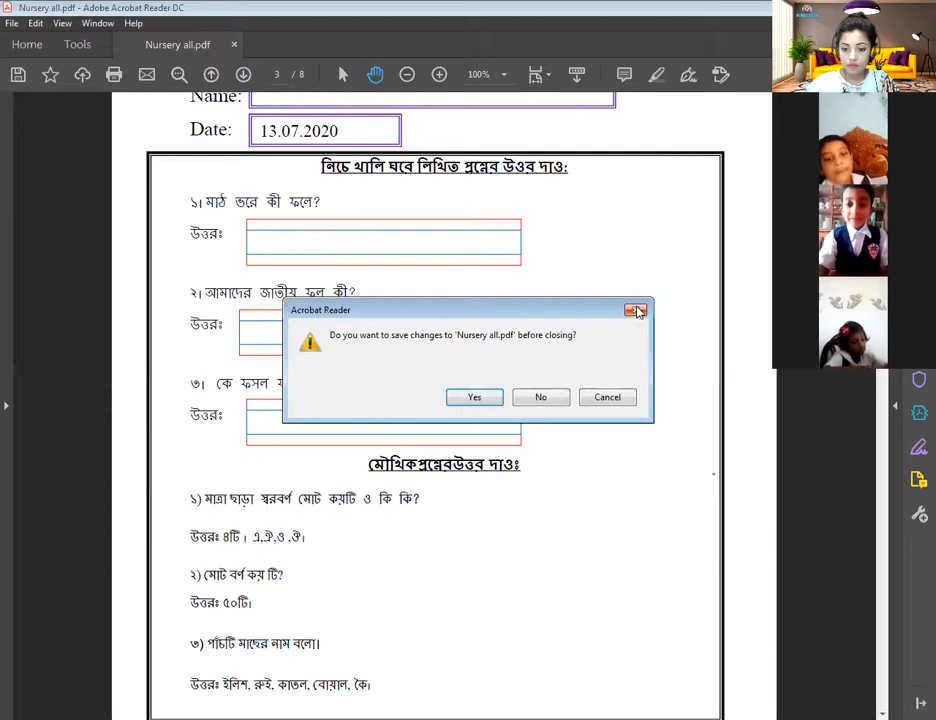 Nursery all.pdf - Adobe Acrobat Reader DC
File Edit View Window Help
Home Tools Nursery all.pdf ×
3 / 8 100%
Name:
Date: 13.07.2020
নিচে খালি ঘরে লিখিত প্রশ্নের উওর দাও:
১। মাঠ ভরে কী ফলে?
উত্তরঃ
২। আমাদের জাতীয় ফল কী?
উত্তরঃ
৩। কে ফসল
উত্তরঃ
Acrobat Reader
Do you want to save changes to 'Nursery all.pdf' before closing?
Yes No Cancel
মৌখিকপ্রশ্নেরউত্তর দাওঃ
১) মাত্রা ছাড়া স্বরবর্ণ মোট কয়টি ও কি কি?
উত্তরঃ ৪টি । এ,ঐ,ও ,ঔ।
২) মোট বর্ণ কয় টি?
উত্তরঃ ৫০টি।
৩) পাঁচটি মাছের নাম বলো।
উত্তরঃ ইলিশ, রুই, কাতল, বোয়াল, কৈ।